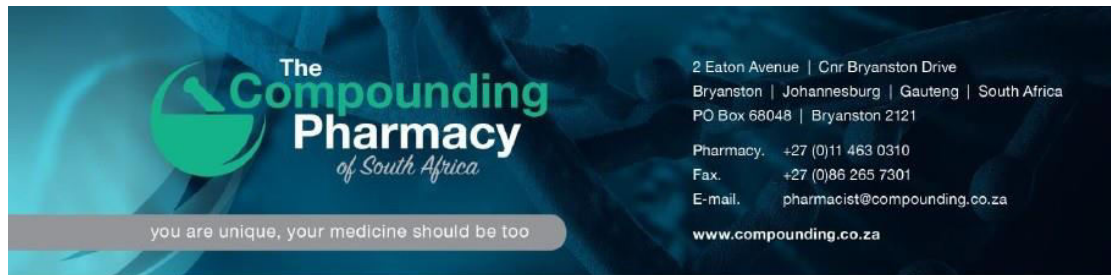 The
Compounding
Pharmacy
of South Africa
you are unique, your medicine should be too
2 Eaton Avenue | Cnr Bryanston Drive
Bryanston | Johannesburg | Gauteng | South Africa
PO Box 68048 | Bryanston 2121
Pharmacy. +27 (0)11 463 0310
Fax. +27 (0)86 265 7301
E-mail. pharmacist@compounding.co.za
www.compounding.co.za